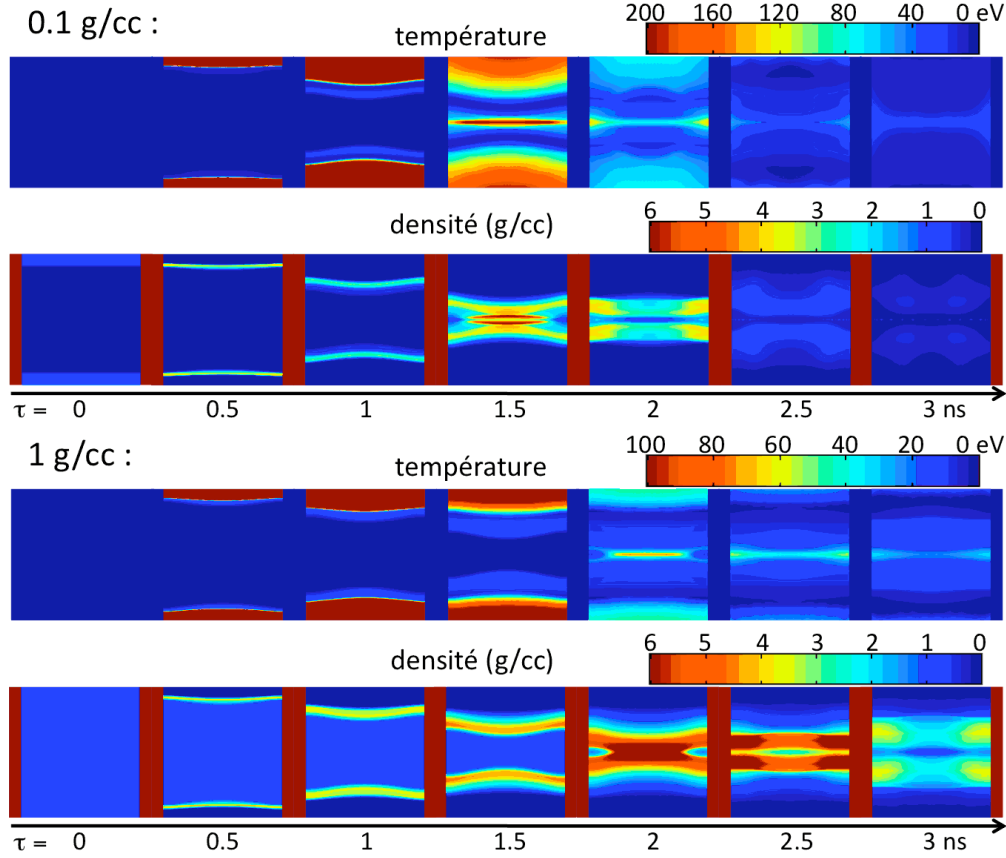 0.1 g/cc :
température
200 160 120 80 40 0 eV
densité (g/cc)
6 5 4 3 2 1 0
τ = 0 0.5 1 1.5 2 2.5 3 ns
1 g/cc :
température
100 80 60 40 20 0 eV
densité (g/cc)
6 5 4 3 2 1 0
τ = 0 0.5 1 1.5 2 2.5 3 ns